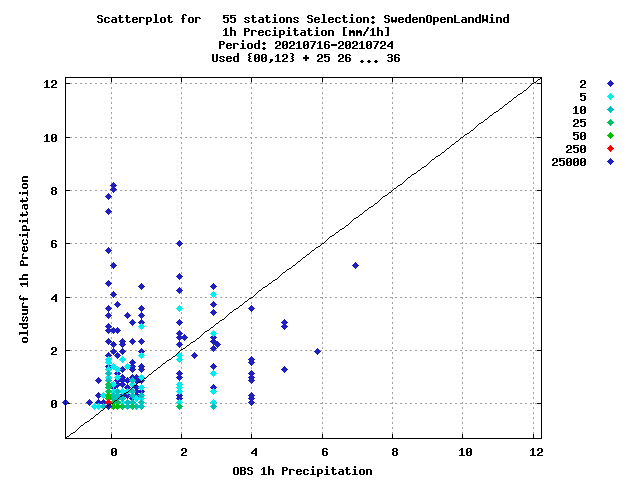 Scatterplot for 55 stations Selection: SwedenOpenLandWind
1h Precipitation [mm/1h]
Period: 20210716-20210724
Used {00,12} + 25 26 ... 36
2
5
10
25
50
250
25000
12
10
8
6
4
2
0
oldsurf 1h Precipitation
0 2 4 6 8 10 12
OBS 1h Precipitation